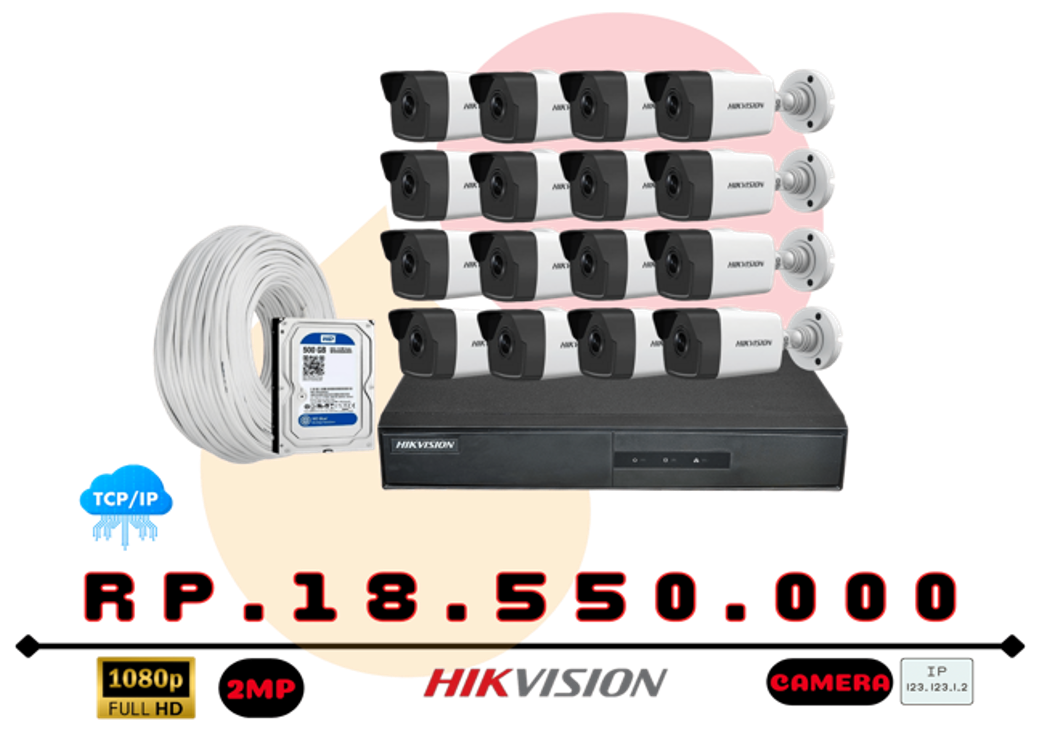 HIKVISION
HIKVISION
HIKVISION
HIKVISION
WD
500 GB
HIKVISION
TCP/IP
RP.18.550.000
1080p
FULL HD
2MP
HIKVISION
CAMERA
IP
123.123.1.2